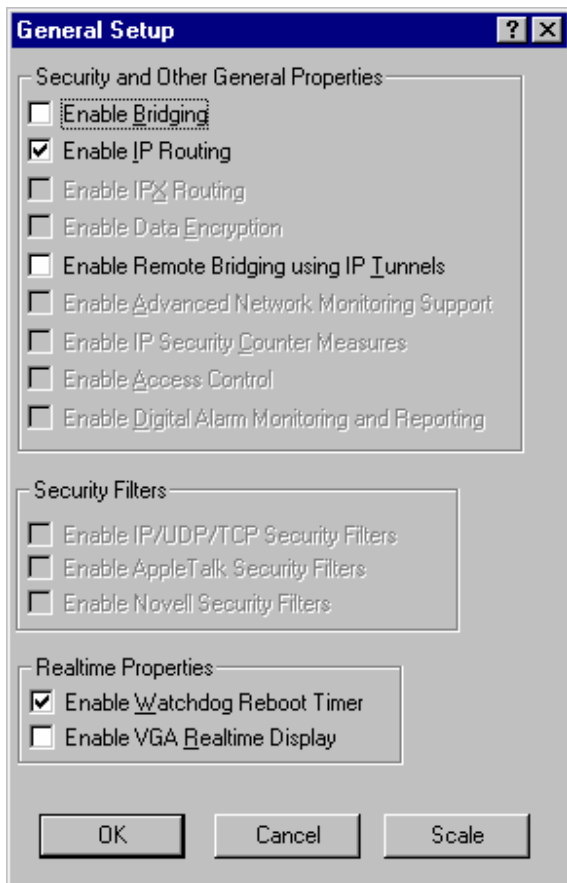 General Setup
Security and Other General Properties
Enable Bridging
Enable IP Routing
Enable IPX Routing
Enable Data Encryption
Enable Remote Bridging using IP Tunnels
Enable Advanced Network Monitoring Support
Enable IP Security Counter Measures
Enable Access Control
Enable Digital Alarm Monitoring and Reporting
Security Filters
Enable IP/UDP/TCP Security Filters
Enable AppleTalk Security Filters
Enable Novell Security Filters
Realtime Properties
Enable Watchdog Reboot Timer
Enable VGA Realtime Display
OK Cancel Scale